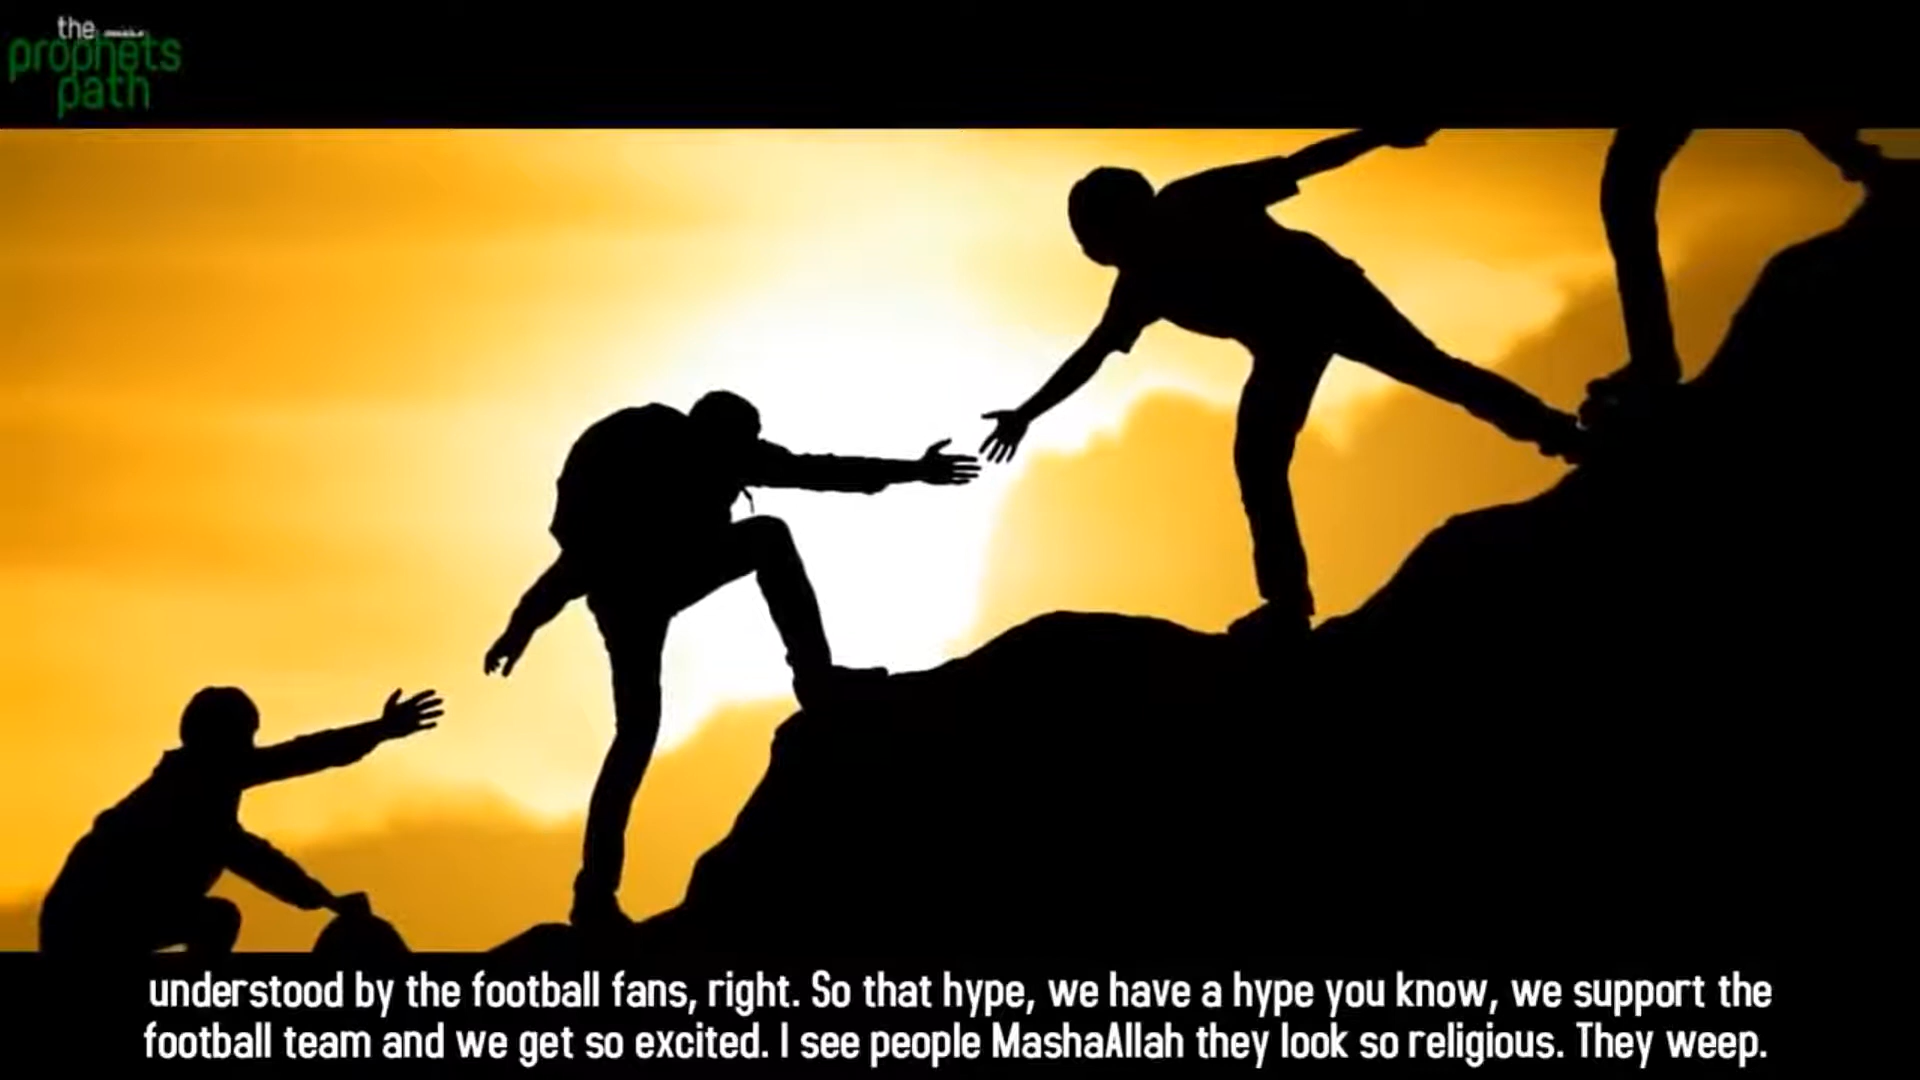 the
prophets
path
understood by the football fans, right. So that hype, we have a hype you know, we support the
football team and we get so excited. I see people MashaAllah they look so religious. They weep.